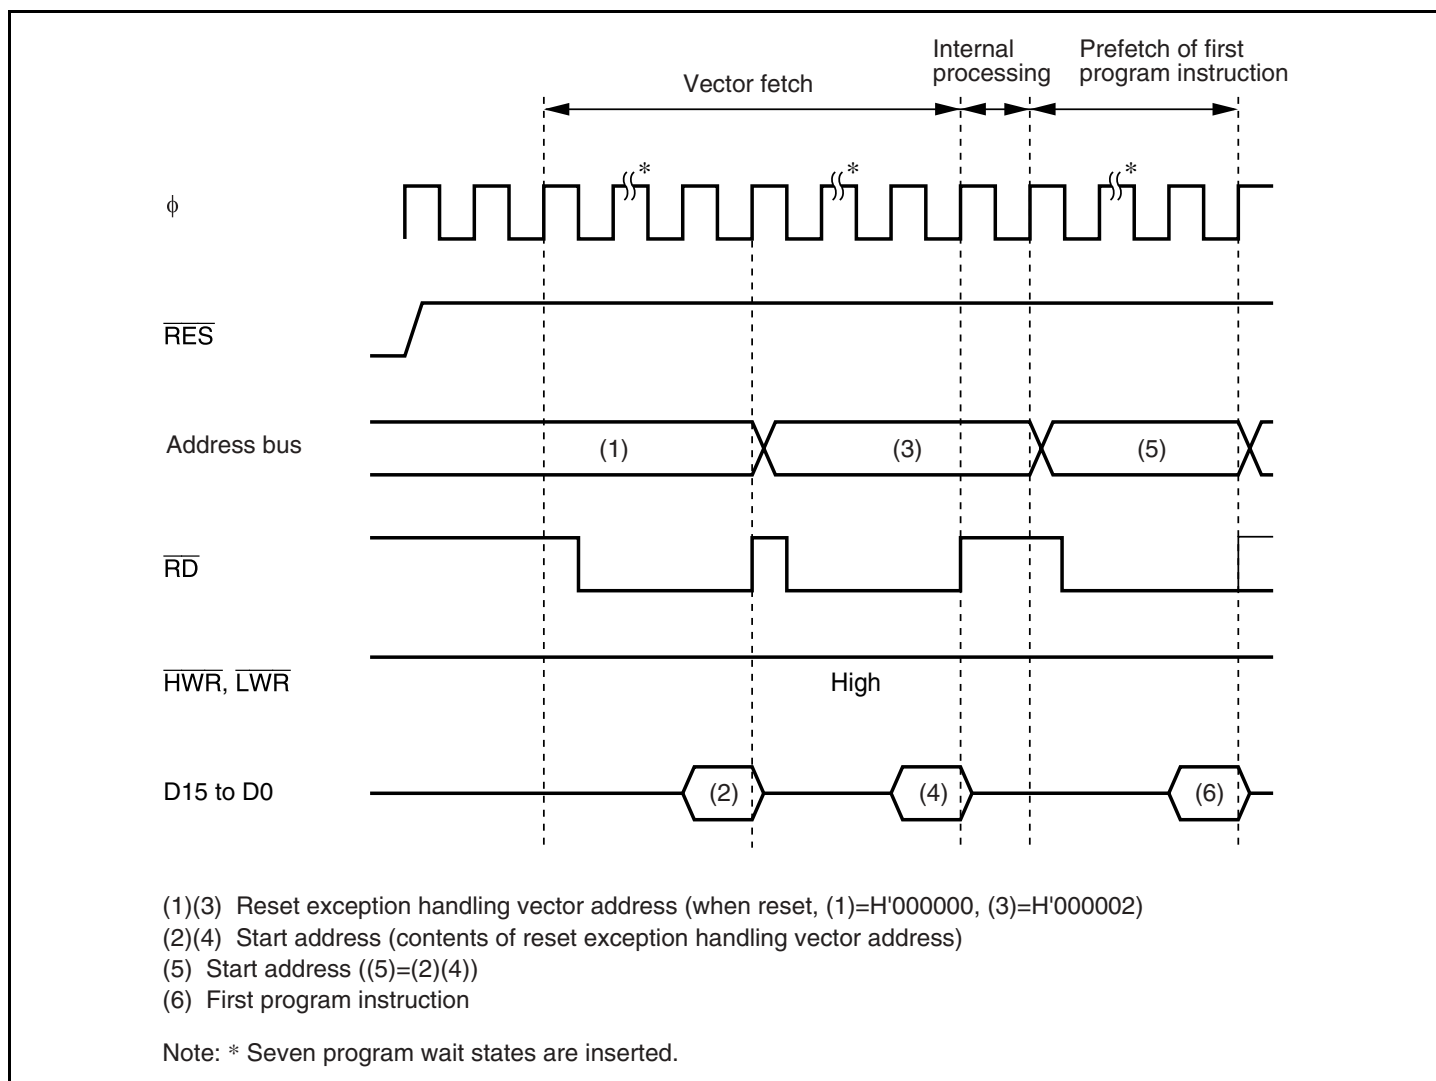 Internal
processing
Prefetch of first
program instruction
Vector fetch
* * *
ϕ
RES
Address bus
(1) (3) (5)
RD
HWR, LWR
High
D15 to D0
(2) (4) (6)
(1)(3) Reset exception handling vector address (when reset, (1)=H'000000, (3)=H'000002)
(2)(4) Start address (contents of reset exception handling vector address)
(5) Start address ((5)=(2)(4))
(6) First program instruction
Note: * Seven program wait states are inserted.